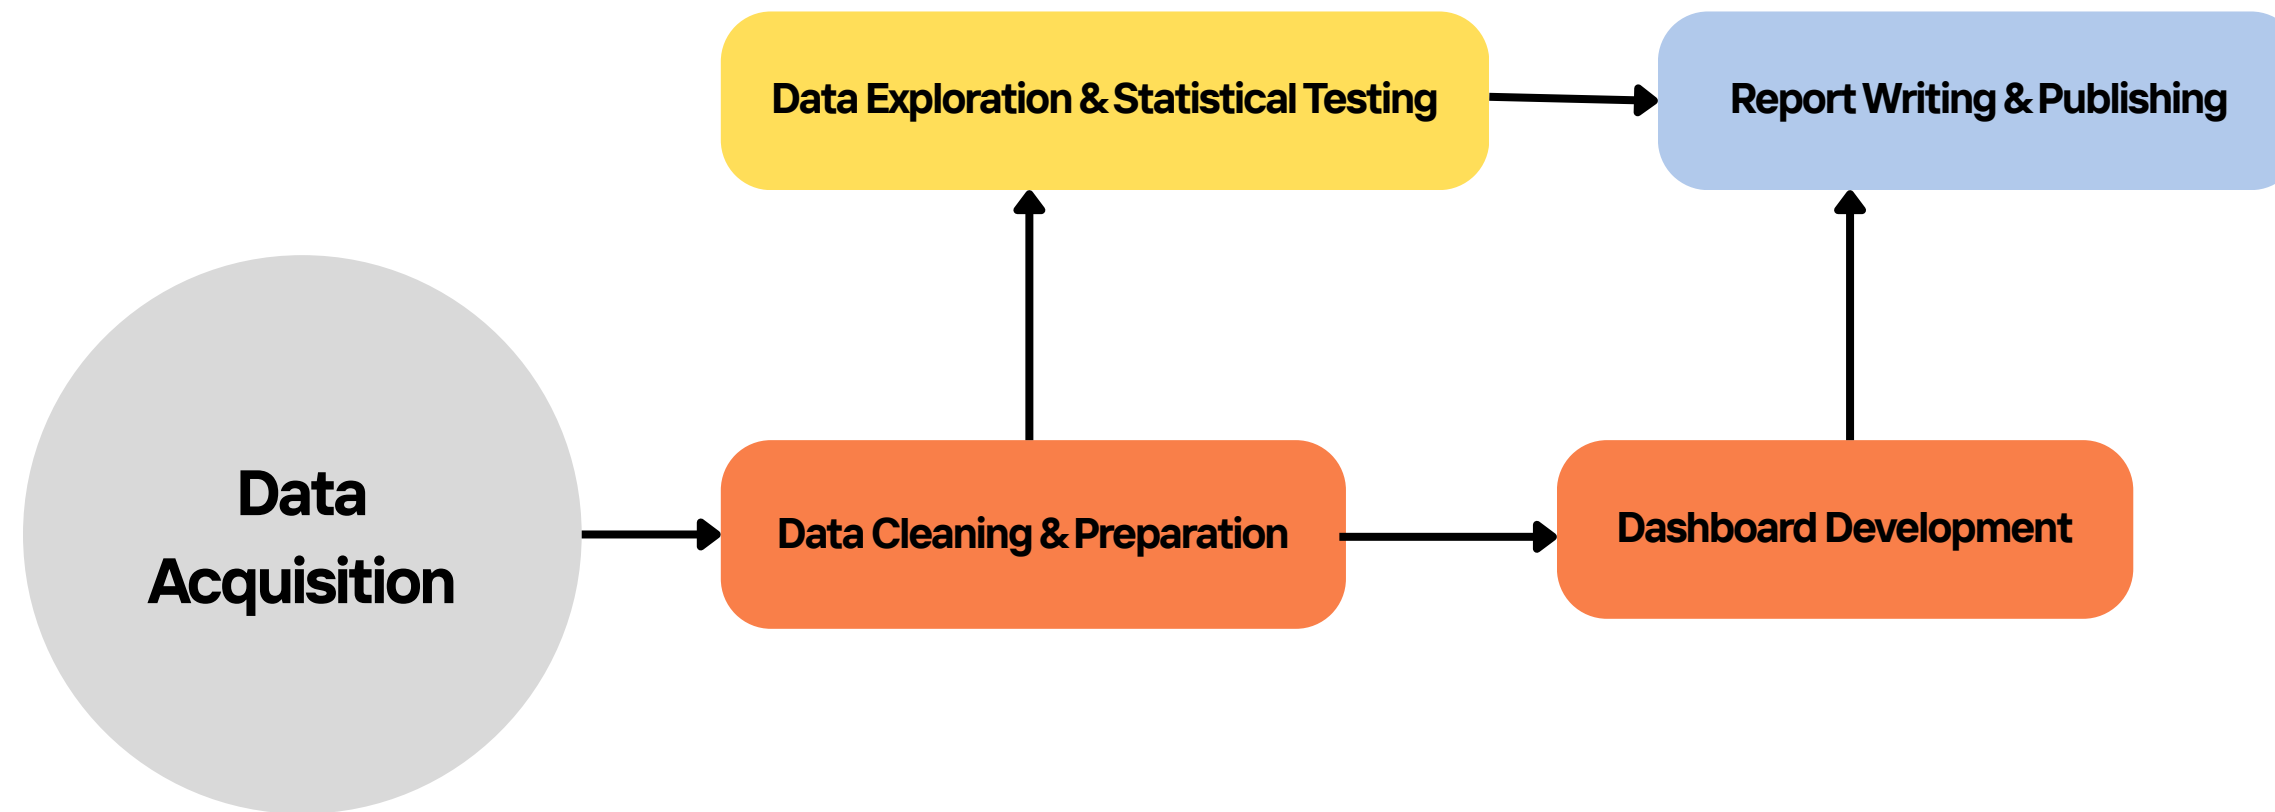 Data Exploration & Statistical Testing
Report Writing & Publishing
Data
Acquisition
Data Cleaning & Preparation
Dashboard Development